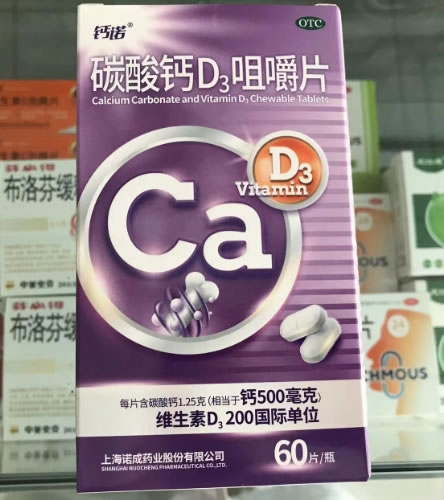 钙诺®
OTC
碳酸钙D3咀嚼片
Calcium Carbonate and Vitamin D3 Chewable Tablets
D3
Vitamin
Ca
每片含碳酸钙1.25克(相当于钙500毫克)
维生素D3 200国际单位
上海诺成药业股份有限公司
SHANGHAI NUOCHENG PHARMACEUTICAL CO., LTD.
60片/瓶
布洛芬缓
布洛芬缓
片
24
CHMOUS